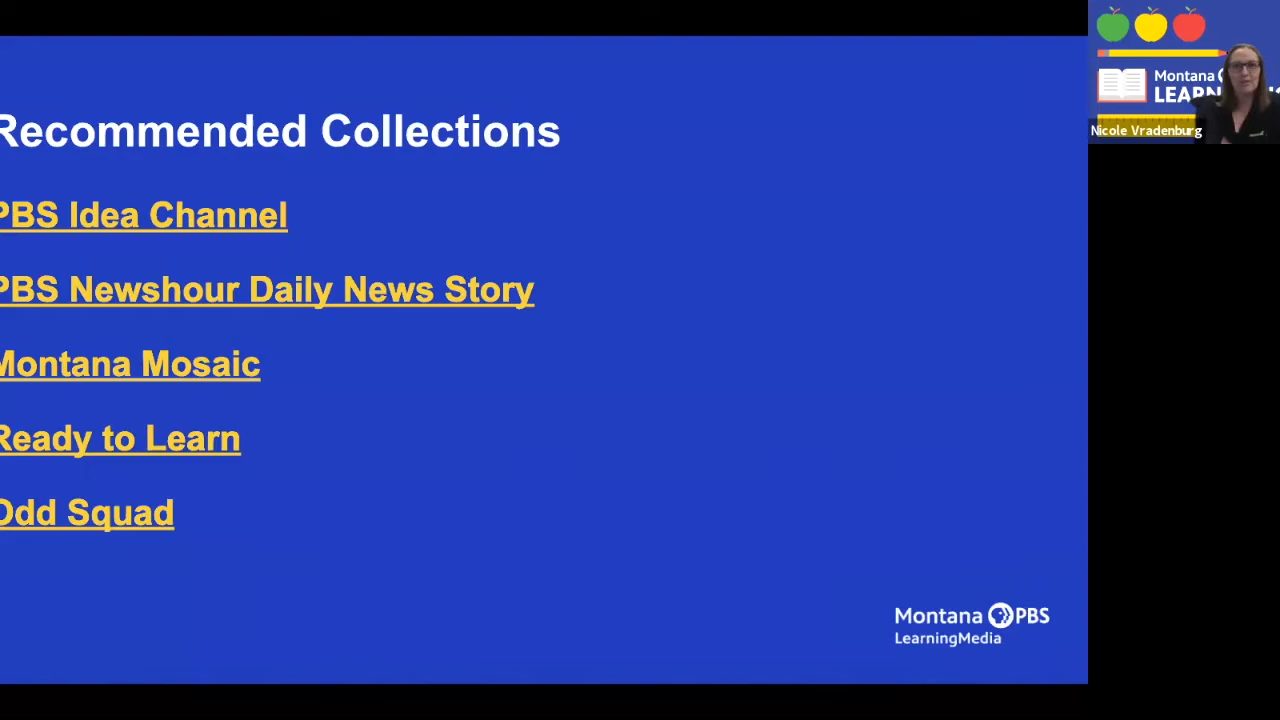 Recommended Collections
PBS Idea Channel
PBS Newshour Daily News Story
Montana Mosaic
Ready to Learn
Odd Squad
Montana PBS
LearningMedia
Montana
LEARN
Nicole Vradenburg